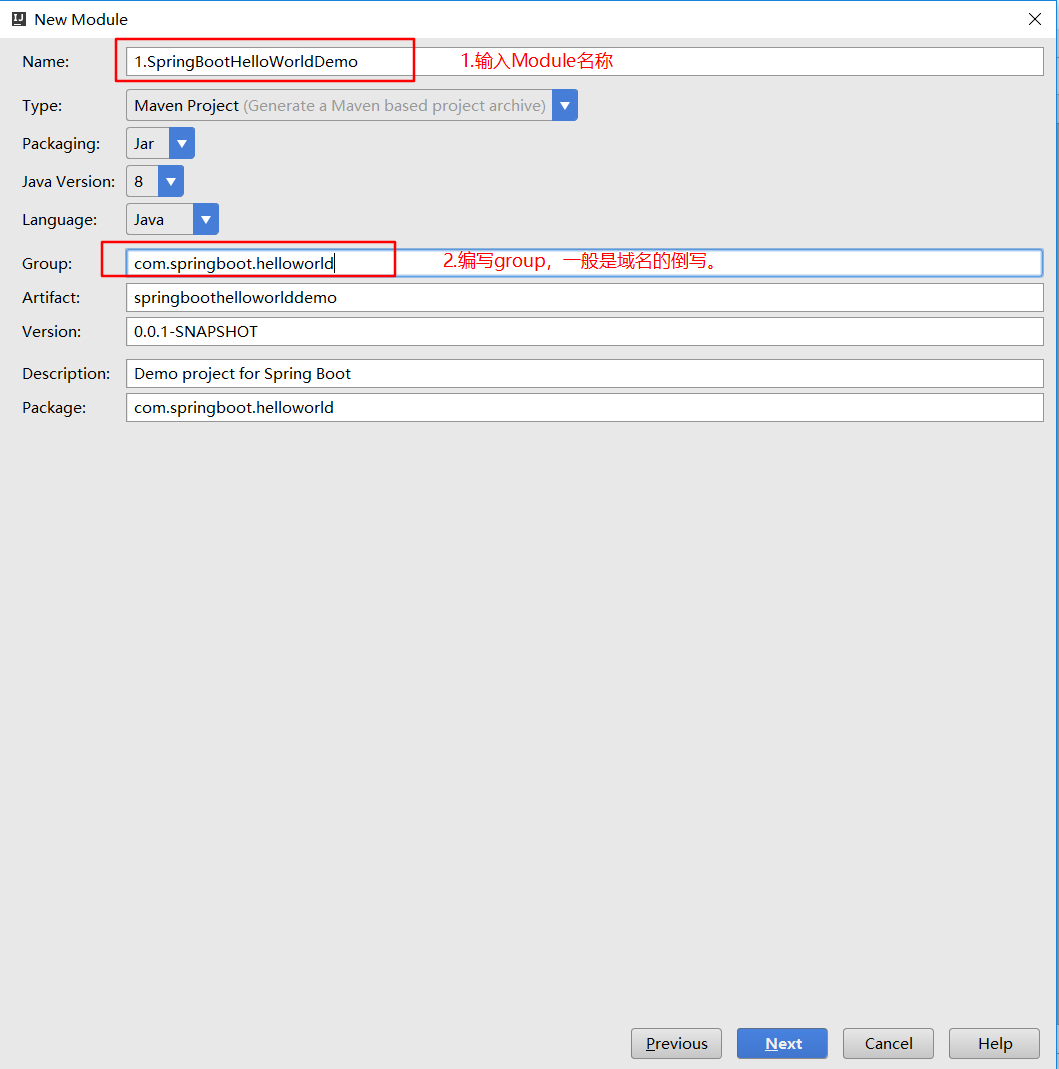 New Module
Name: 1.SpringBootHelloWorldDemo 1.输入Module名称
Type: Maven Project (Generate a Maven based project archive)
Packaging: Jar
Java Version: 8
Language: Java
Group: com.springboot.helloworld 2.编写group，一般是域名的倒写。
Artifact: springboothelloworlddemo
Version: 0.0.1-SNAPSHOT
Description: Demo project for Spring Boot
Package: com.springboot.helloworld
Previous Next Cancel Help